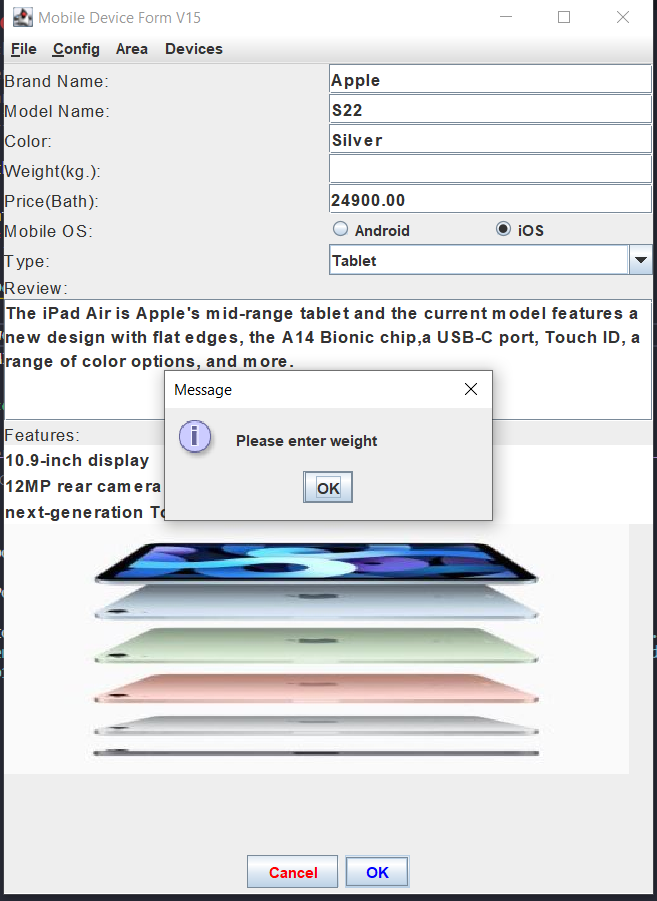 Mobile Device Form V15
File Config Area Devices
Brand Name: Apple
Model Name: S22
Color: Silver
Weight(kg.):
Price(Bath): 24900.00
Mobile OS: Android iOS
Type: Tablet
Review:
The iPad Air is Apple's mid-range tablet and the current model features a
new design with flat edges, the A14 Bionic chip,a USB-C port, Touch ID, a
range of color options, and more.
Message
Please enter weight
OK
Features:
10.9-inch display
12MP rear camera
next-generation
Cancel OK